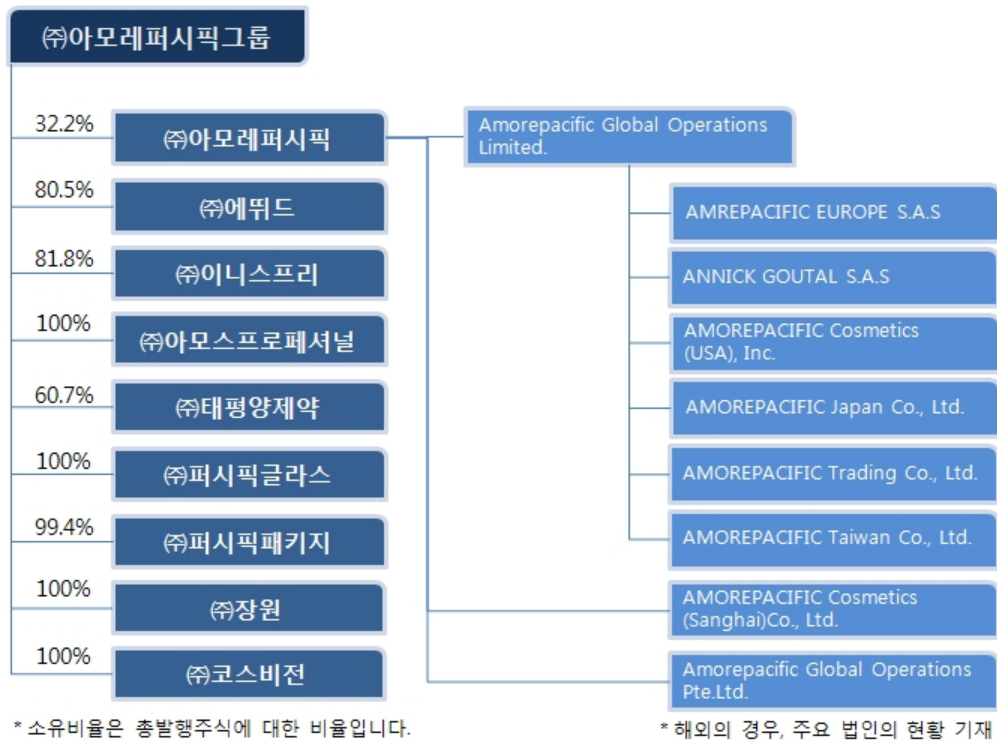 ㈜아모레퍼시픽그룹
32.2%
㈜아모레퍼시픽
80.5%
㈜에뛰드
81.8%
㈜이니스프리
100%
㈜아모스프로페셔널
60.7%
㈜태평양제약
100%
㈜퍼시픽글라스
99.4%
㈜퍼시픽패키지
100%
㈜장원
100%
㈜코스비전
Amorepacific Global Operations
Limited.
AMREPACIFIC EUROPE S.A.S
ANNICK GOUTAL S.A.S
AMOREPACIFIC Cosmetics
(USA), Inc.
AMOREPACIFIC Japan Co., Ltd.
AMOREPACIFIC Trading Co., Ltd.
AMOREPACIFIC Taiwan Co., Ltd.
AMOREPACIFIC Cosmetics
(Sanghai)Co., Ltd.
Amorepacific Global Operations
Pte.Ltd.
* 소유비율은 총발행주식에 대한 비율입니다.
* 해외의 경우, 주요 법인의 현황 기재